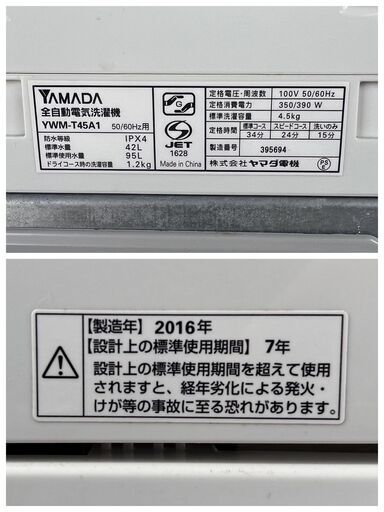 YAMADA
全自動電気洗濯機
YWM-T45A1 50/60Hz用
防水等級 IPX4
標準水量 42L
標準使用水量 95L
ドライコース時の洗濯容量 1.2kg
G
JET
1628
Made in China
定格電圧・周波数 100V 50/60Hz
定格消費電力 350/390 W
定格容量 4.5kg
定格時間 標準コース スピードコース 洗いのみ
34分 24分 15分
製造番号 395694
株式会社 ヤマダ電機
PS
E
【製造年】2016年
【設計上の標準使用期間】7年
設計上の標準使用期間を超えて使用
されますと、経年劣化による発火・
けが等の事故に至る恐れがあります。